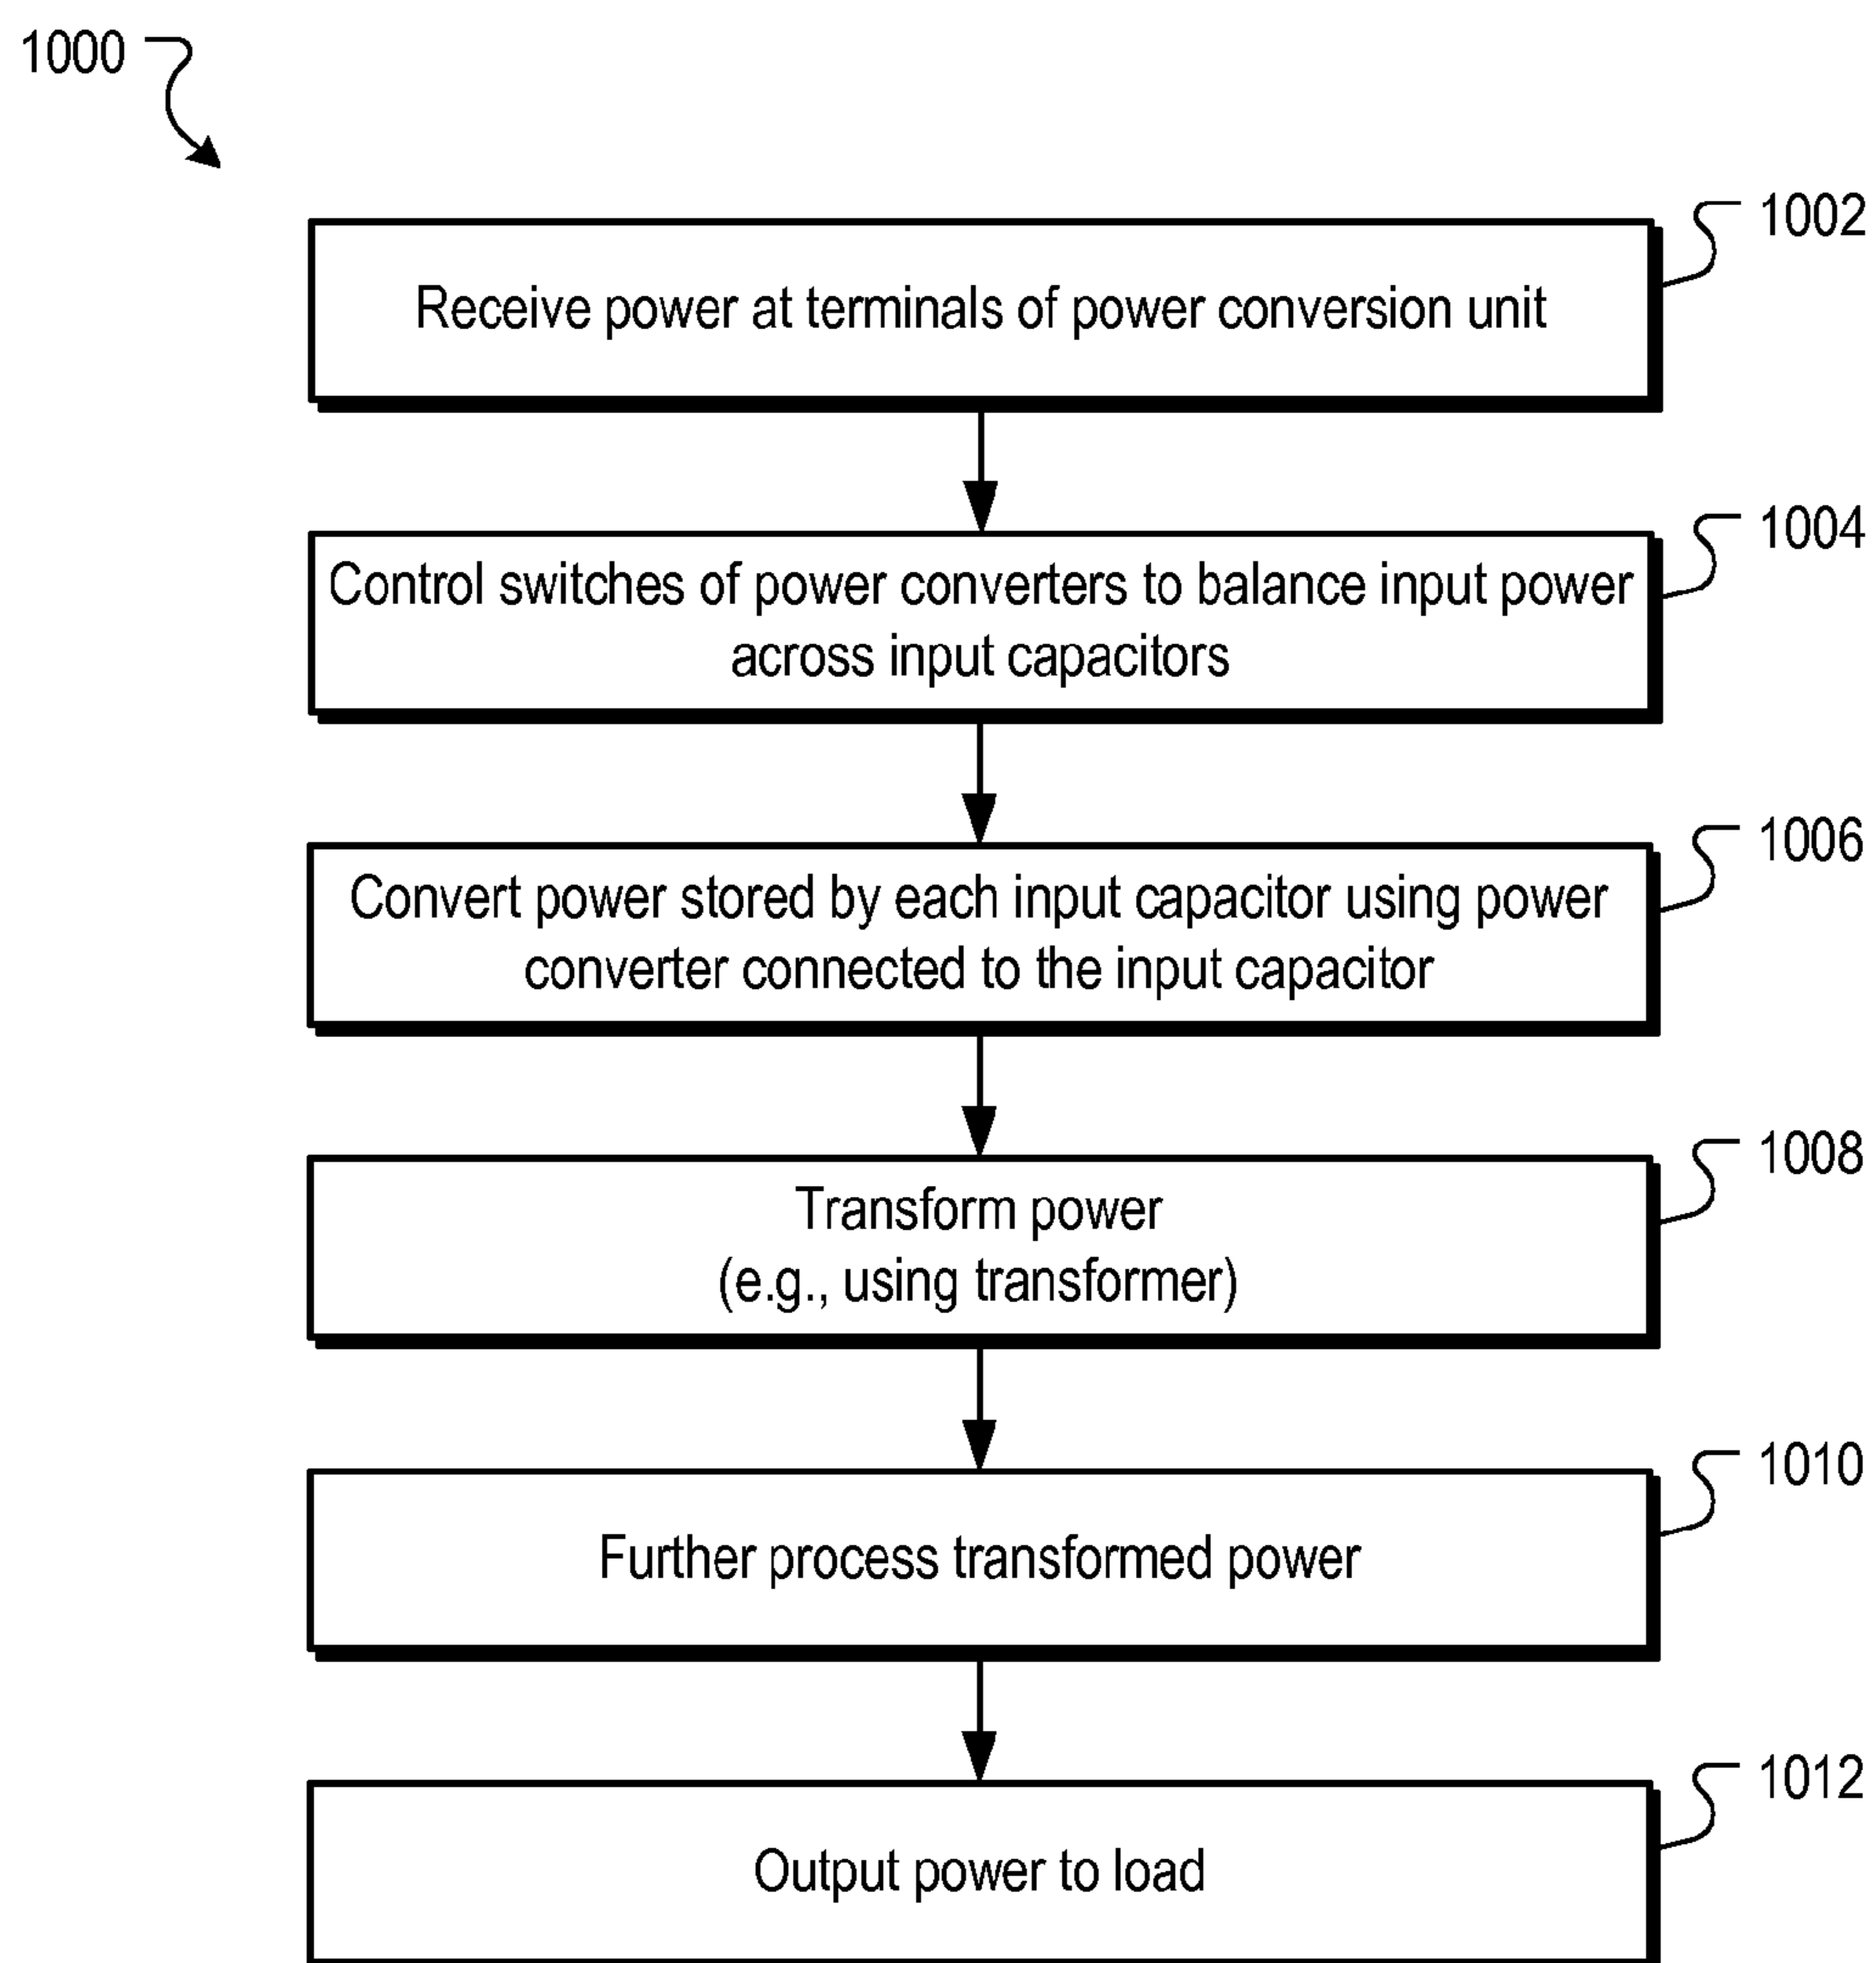 1000
1002
Receive power at terminals of power conversion unit
1004
Control switches of power converters to balance input power
across input capacitors
1006
Convert power stored by each input capacitor using power
converter connected to the input capacitor
1008
Transform power
(e.g., using transformer)
1010
Further process transformed power
1012
Output power to load